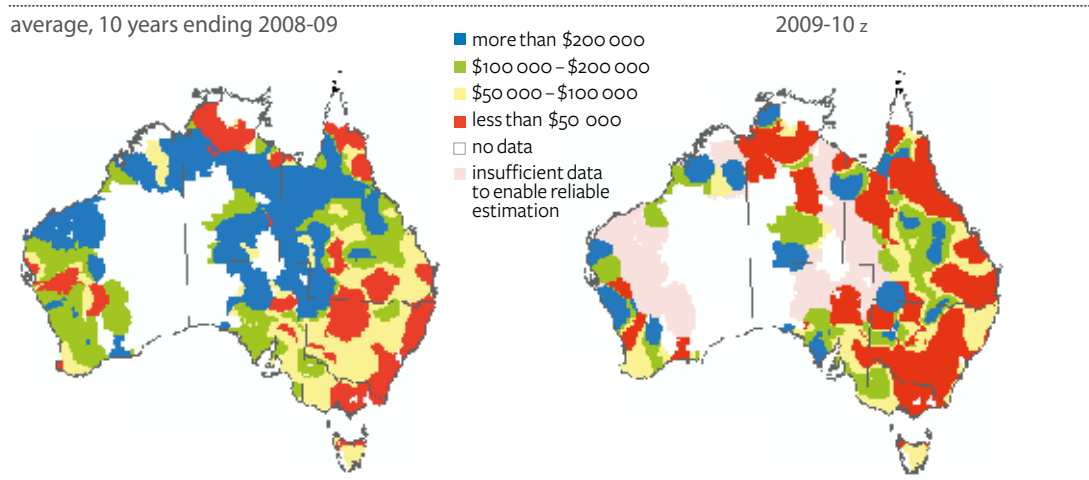 average, 10 years ending 2008-09
more than $200 000
$100 000 – $200 000
$50 000 – $100 000
less than $50 000
no data
insufficient data
to enable reliable
estimation
2009-10 z